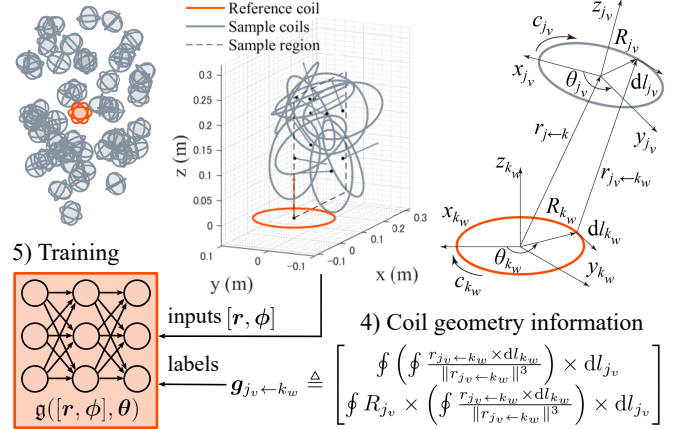 Reference coil
Sample coils
Sample region
0.3
0.25
0.2
0.15
0.1
0.05
0
z (m)
0.1
0
−0.1
y (m)
−0.1
0
0.1
0.2
0.3
x (m)
z_{j_v}
c_{j_v}
R_{j_v}
x_{j_v}
θ_{j_v}
dl_{j_v}
y_{j_v}
r_{j←k}
r_{j_v←k_w}
z_{k_w}
x_{k_w}
R_{k_w}
dl_{k_w}
θ_{k_w}
c_{k_w}
y_{k_w}
5) Training
inputs [r, ϕ]
labels
𝔤([r, ϕ], θ)
4) Coil geometry information
g_{j_v←k_w} ≜ [ ∮ ( ∮ \frac{r_{j_v←k_w} × dl_{k_w}}{‖r_{j_v←k_w}‖^3} ) × dl_{j_v}
∮ R_{j_v} × ( ∮ \frac{r_{j_v←k_w} × dl_{k_w}}{‖r_{j_v←k_w}‖^3} ) × dl_{j_v} ]